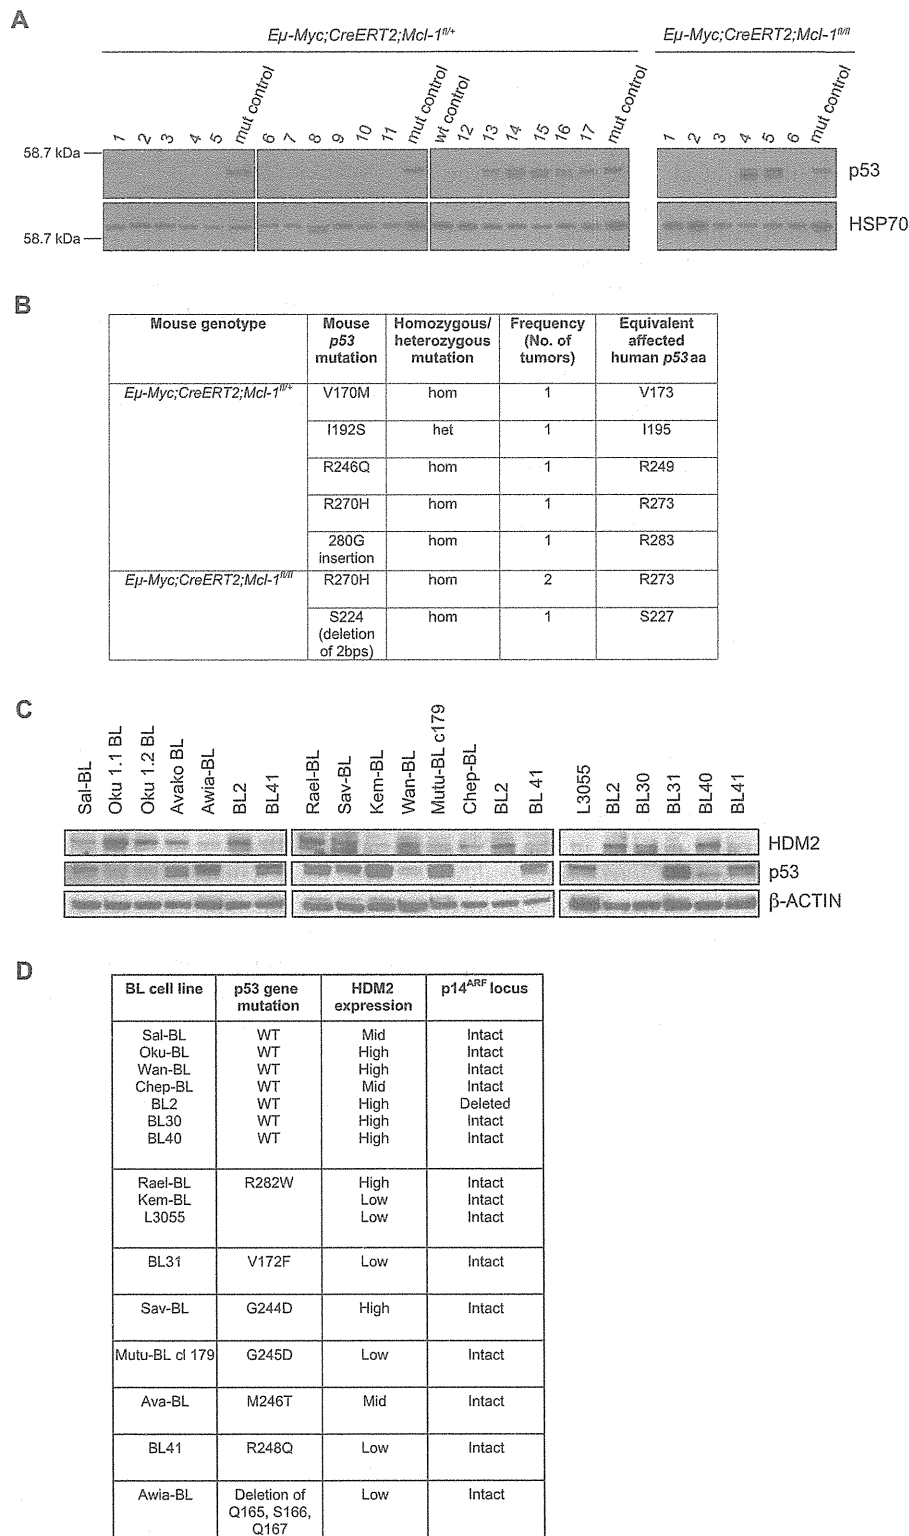 A
Eμ-Myc;CreERT2;Mcl-1fl/+
Eμ-Myc;CreERT2;Mcl-1fl/fl
1 2 3 4 5 mut control 6 7 8 9 10 11 mut control wt control 12 13 14 15 16 17 mut control 1 2 3 4 5 6 mut control
58.7 kDa
p53
58.7 kDa
HSP70
B
Mouse genotype Mouse Homozygous/ Frequency Equivalent
p53 heterozygous (No. of affected
mutation mutation tumors) human p53 aa
Eμ-Myc;CreERT2;Mcl-1fl/+ V170M hom 1 V173
I192S het 1 I195
R246Q hom 1 R249
R270H hom 1 R273
280G hom 1 R283
insertion
Eμ-Myc;CreERT2;Mcl-1fl/fl R270H hom 2 R273
S224 hom 1 S227
(deletion
of 2bps)
C
Sal-BL Oku 1.1 BL Oku 1.2 BL Avako BL Awia-BL BL2 BL41 Rael-BL Sav-BL Kem-BL Wan-BL Mutu-BL c179 Chep-BL BL2 BL 41 L3055 BL2 BL30 BL31 BL40 BL41
HDM2
p53
β-ACTIN
D
BL cell line p53 gene HDM2 p14ARF locus
mutation expression
Sal-BL WT Mid Intact
Oku-BL WT High Intact
Wan-BL WT High Intact
Chep-BL WT Mid Intact
BL2 WT High Deleted
BL30 WT High Intact
BL40 WT High Intact
Rael-BL R282W High Intact
Kem-BL Low Intact
L3055 Low Intact
BL31 V172F Low Intact
Sav-BL G244D High Intact
Mutu-BL cl 179 G245D Low Intact
Ava-BL M246T Mid Intact
BL41 R248Q Low Intact
Awia-BL Deletion of Low Intact
Q165, S166,
Q167